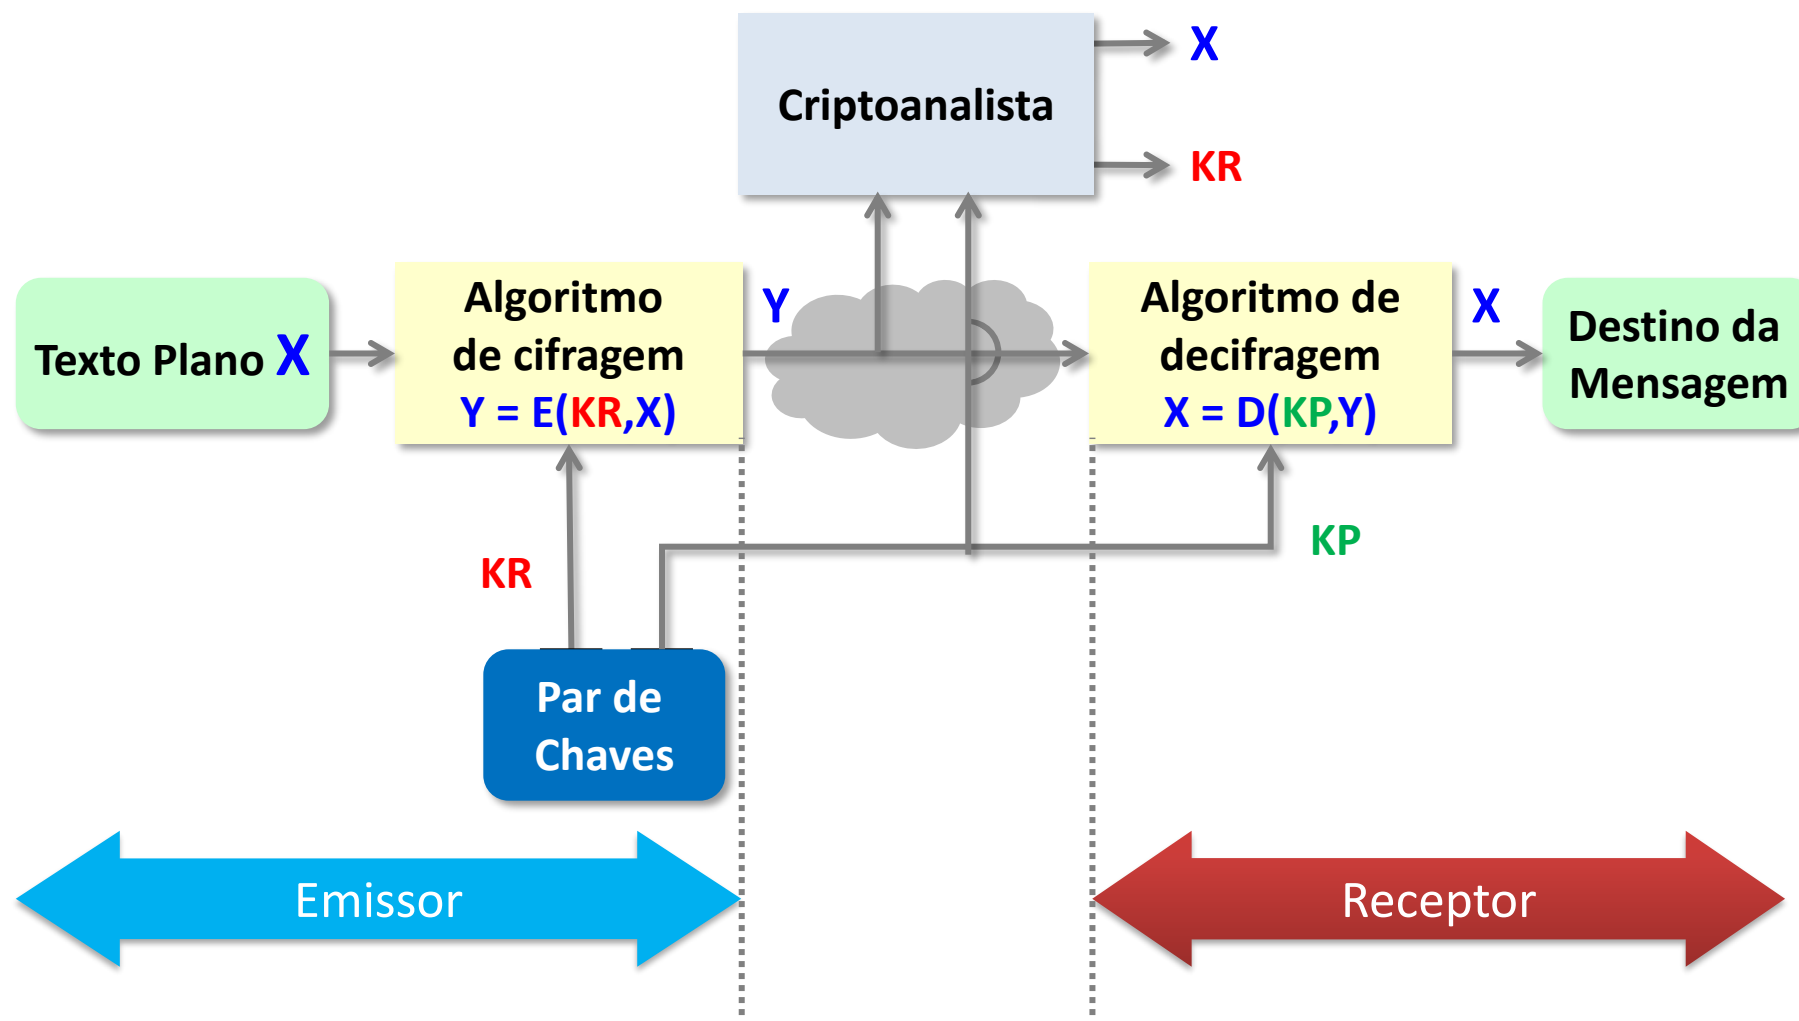 X
Criptoanalista
KR
Texto Plano X
Algoritmo
de cifragem
Y = E(KR,X)
Y
Algoritmo de
decifragem
X = D(KP,Y)
X
Destino da
Mensagem
KR
KP
Par de
Chaves
Emissor
Receptor